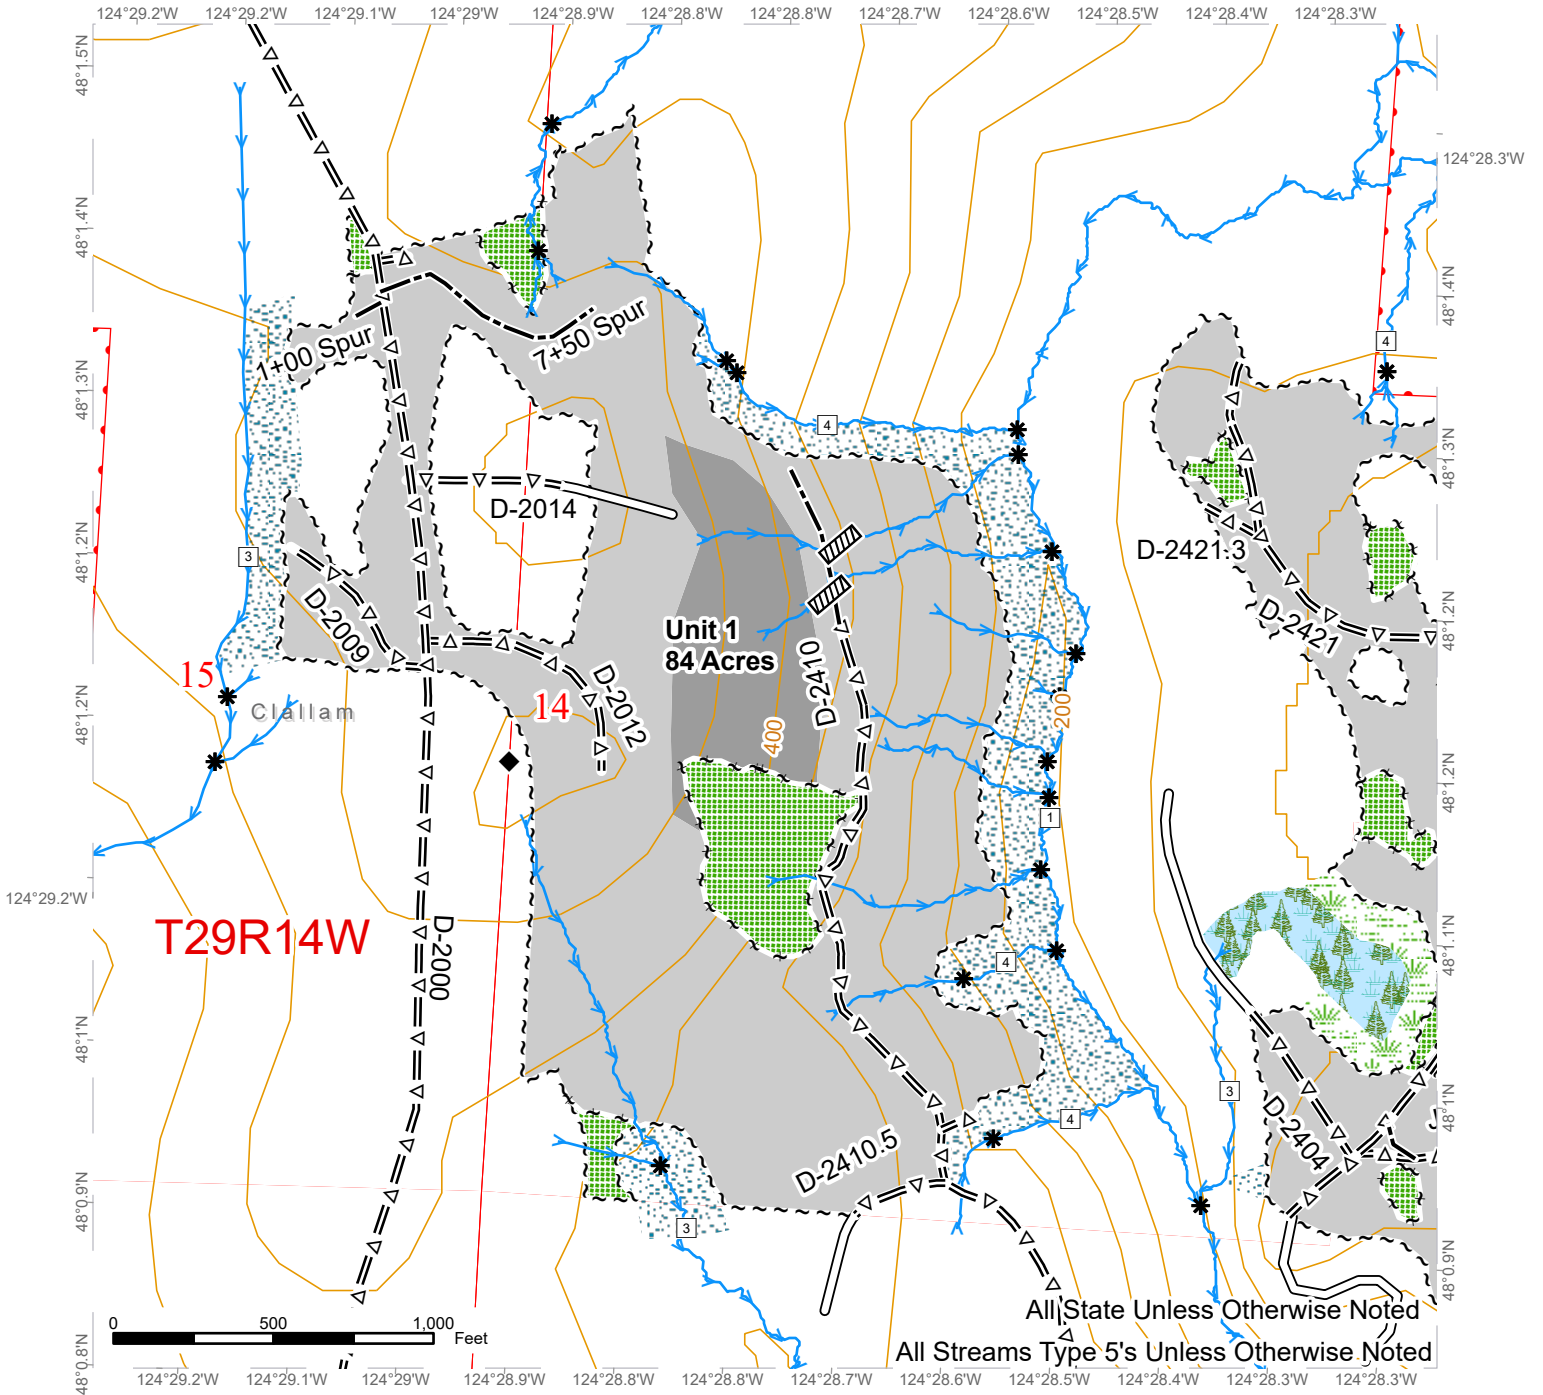 124°29.2'W 124°29.1'W 124°29'W 124°28.9'W 124°28.8'W 124°28.8'W 124°28.7'W 124°28.6'W 124°28.5'W 124°28.4'W 124°28.3'W
48°1.5'N
124°28.3'W
48°1.4'N
48°1.4'N
1+00 Spur
7+50 Spur
4
48°1.3'N
4
48°1.3'N
D-2014
48°1.2'N
3
D-2421.3
D-2009
Unit 1
84 Acres
D-2421
48°1.2'N
15
Clallam
14
D-2012
D-2410
400
200
48°1.2'N
48°1.2'N
1
124°29.2'W
T29R14W
D-2000
4
48°1.1'N
48°1'N
3
4
D-2404
J
48°1'N
D-2410.5
48°0.9'N
3
48°0.9'N
0 500 1,000
Feet
All State Unless Otherwise Noted
All Streams Type 5's Unless Otherwise Noted
48°0.8'N
124°29.2'W 124°29.1'W 124°29'W 124°28.9'W 124°28.8'W 124°28.8'W 124°28.7'W 124°28.6'W 124°28.5'W 124°28.4'W 124°28.3'W 124°28.3'W